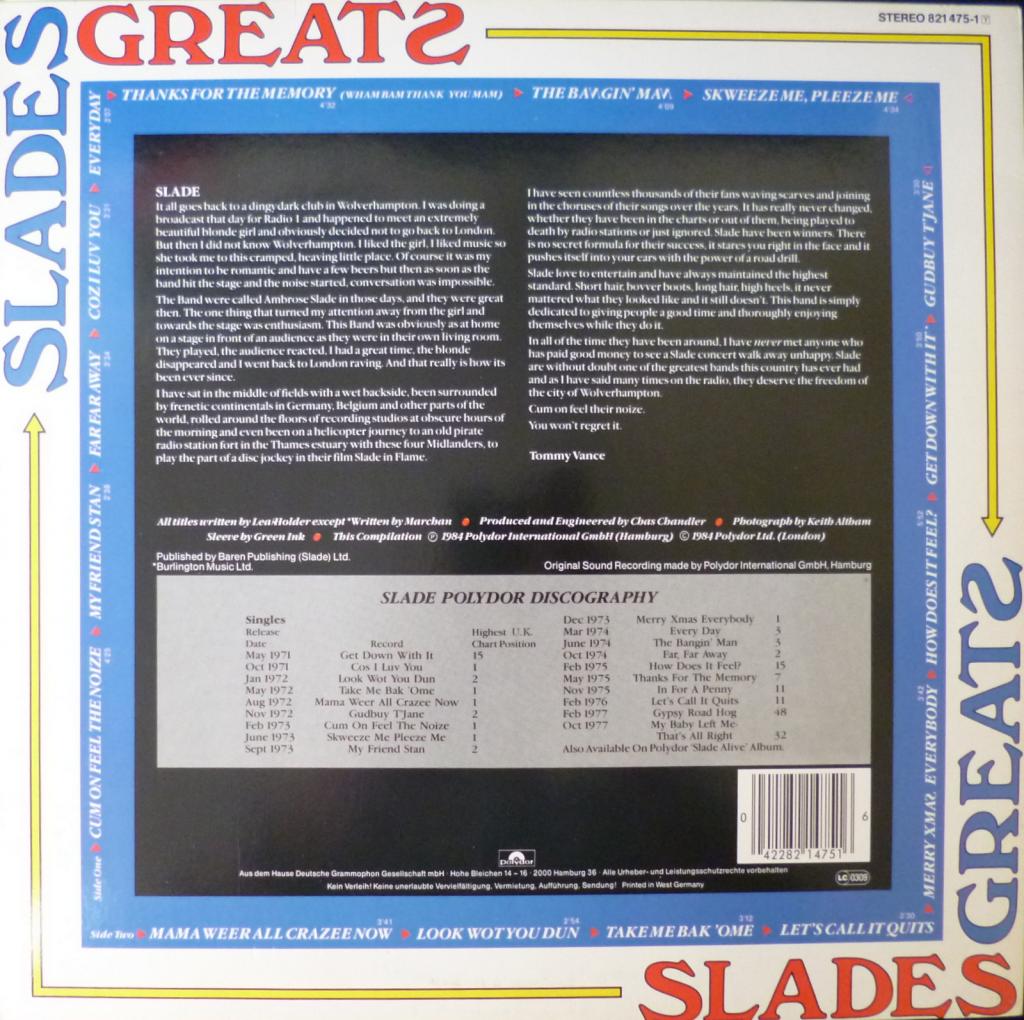 SLADES
GREATS
STEREO 821 475-1
THANKS FOR THE MEMORY (WHAM BAM THANK YOU MAM)
4'32
THE BANGIN' MAN
4'09
SKWEEZE ME, PLEEZE ME
4'24
EVERYDAY
3'07
COZ I LUV YOU
3'21
FAR FAR AWAY
3'34
MY FRIEND STAN
2'38
CUM ON FEEL THE NOIZE
4'25
Side One
SLADE
It all goes back to a dingy dark club in Wolverhampton. I was doing a
broadcast that day for Radio 1 and happened to meet an extremely
beautiful blonde girl and obviously decided not to go back to London.
But then I did not know Wolverhampton. I liked the girl, I liked music so
she took me to this cramped, heaving little place. Of course it was my
intention to be romantic and have a few beers but then as soon as the
band hit the stage and the noise started, conversation was impossible.
The Band were called Ambrose Slade in those days, and they were great
then. The one thing that turned my attention away from the girl and
towards the stage was enthusiasm. This Band was obviously as at home
on a stage in front of an audience as they were in their own living room.
They played, the audience reacted, I had a great time, the blonde
disappeared and I went back to London raving. And that really is how its
been ever since.
I have sat in the middle of fields with a wet backside, been surrounded
by frenetic continentals in Germany, Belgium and other parts of the
world, rolled around the floors of recording studios at obscure hours of
the morning and even been on a helicopter journey to an old pirate
radio station fort in the Thames estuary with these four Midlanders, to
play the part of a disc jockey in their film Slade in Flame.
I have seen countless thousands of their fans waving scarves and joining
in the choruses of their songs over the years. It has really never changed,
whether they have been in the charts or out of them, being played to
death by radio stations or just ignored. Slade have been winners. There
is no secret formula for their success, it stares you right in the face and it
pushes itself into your ears with the power of a road drill.
Slade love to entertain and have always maintained the highest
standard. Short hair, bovver boots, long hair, high heels, it never
mattered what they looked like and it still doesn't. This band is simply
dedicated to giving people a good time and thoroughly enjoying
themselves while they do it.
In all of the time they have been around, I have never met anyone who
has paid good money to see a Slade concert walk away unhappy. Slade
are without doubt one of the greatest bands this country has ever had
and as I have said many times on the radio, they deserve the freedom of
the city of Wolverhampton.
Cum on feel their noize.
You won't regret it.
Tommy Vance
All titles written by Lea/Holder except *Written by Marchan • Produced and Engineered by Chas Chandler • Photograph by Keith Altham
Sleeve by Green Ink • This Compilation Ⓟ 1984 Polydor International GmbH (Hamburg) © 1984 Polydor Ltd. (London)
Published by Baren Publishing (Slade) Ltd.
*Burlington Music Ltd.
Original Sound Recording made by Polydor International GmbH, Hamburg
SLADE POLYDOR DISCOGRAPHY
Singles
Release Highest U.K.
Date Record Chart Position
May 1971 Get Down With It 15
Oct 1971 Cos I Luv You 1
Jan 1972 Look Wot You Dun 2
May 1972 Take Me Bak 'Ome 1
Aug 1972 Mama Weer All Crazee Now 1
Nov 1972 Gudbuy T'Jane 2
Feb 1973 Cum On Feel The Noize 1
June 1973 Skweeze Me Pleeze Me 1
Sept 1973 My Friend Stan 2
Dec 1973 Merry Xmas Everybody 1
Mar 1974 Every Day 3
June 1974 The Bangin' Man 3
Oct 1974 Far, Far Away 2
Feb 1975 How Does It Feel? 15
May 1975 Thanks For The Memory 7
Nov 1975 In For A Penny 11
Feb 1976 Let's Call It Quits 11
Feb 1977 Gypsy Road Hog 48
Oct 1977 My Baby Left Me-
That's All Right 32
Also Available On Polydor 'Slade Alive' Album.
0 42282 14751 6
Polydor
Aus dem Hause Deutsche Grammophon Gesellschaft mbH · Hohe Bleichen 14 – 16 · 2000 Hamburg 36 · Alle Urheber- und Leistungsschutzrechte vorbehalten
Kein Verleih! Keine unerlaubte Vervielfältigung, Vermietung, Aufführung, Sendung! Printed in West Germany
LC 0309
GUDBUY T'JANE
3'30
GET DOWN WITH IT*
3'50
HOW DOES IT FEEL?
5'52
MERRY XMAS EVERYBODY
3'42
Side Two
MAMA WEER ALL CRAZEE NOW
3'41
LOOK WOT YOU DUN
2'54
TAKE ME BAK 'OME
3'12
LET'S CALL IT QUITS
3'30
SLADES
GREATS